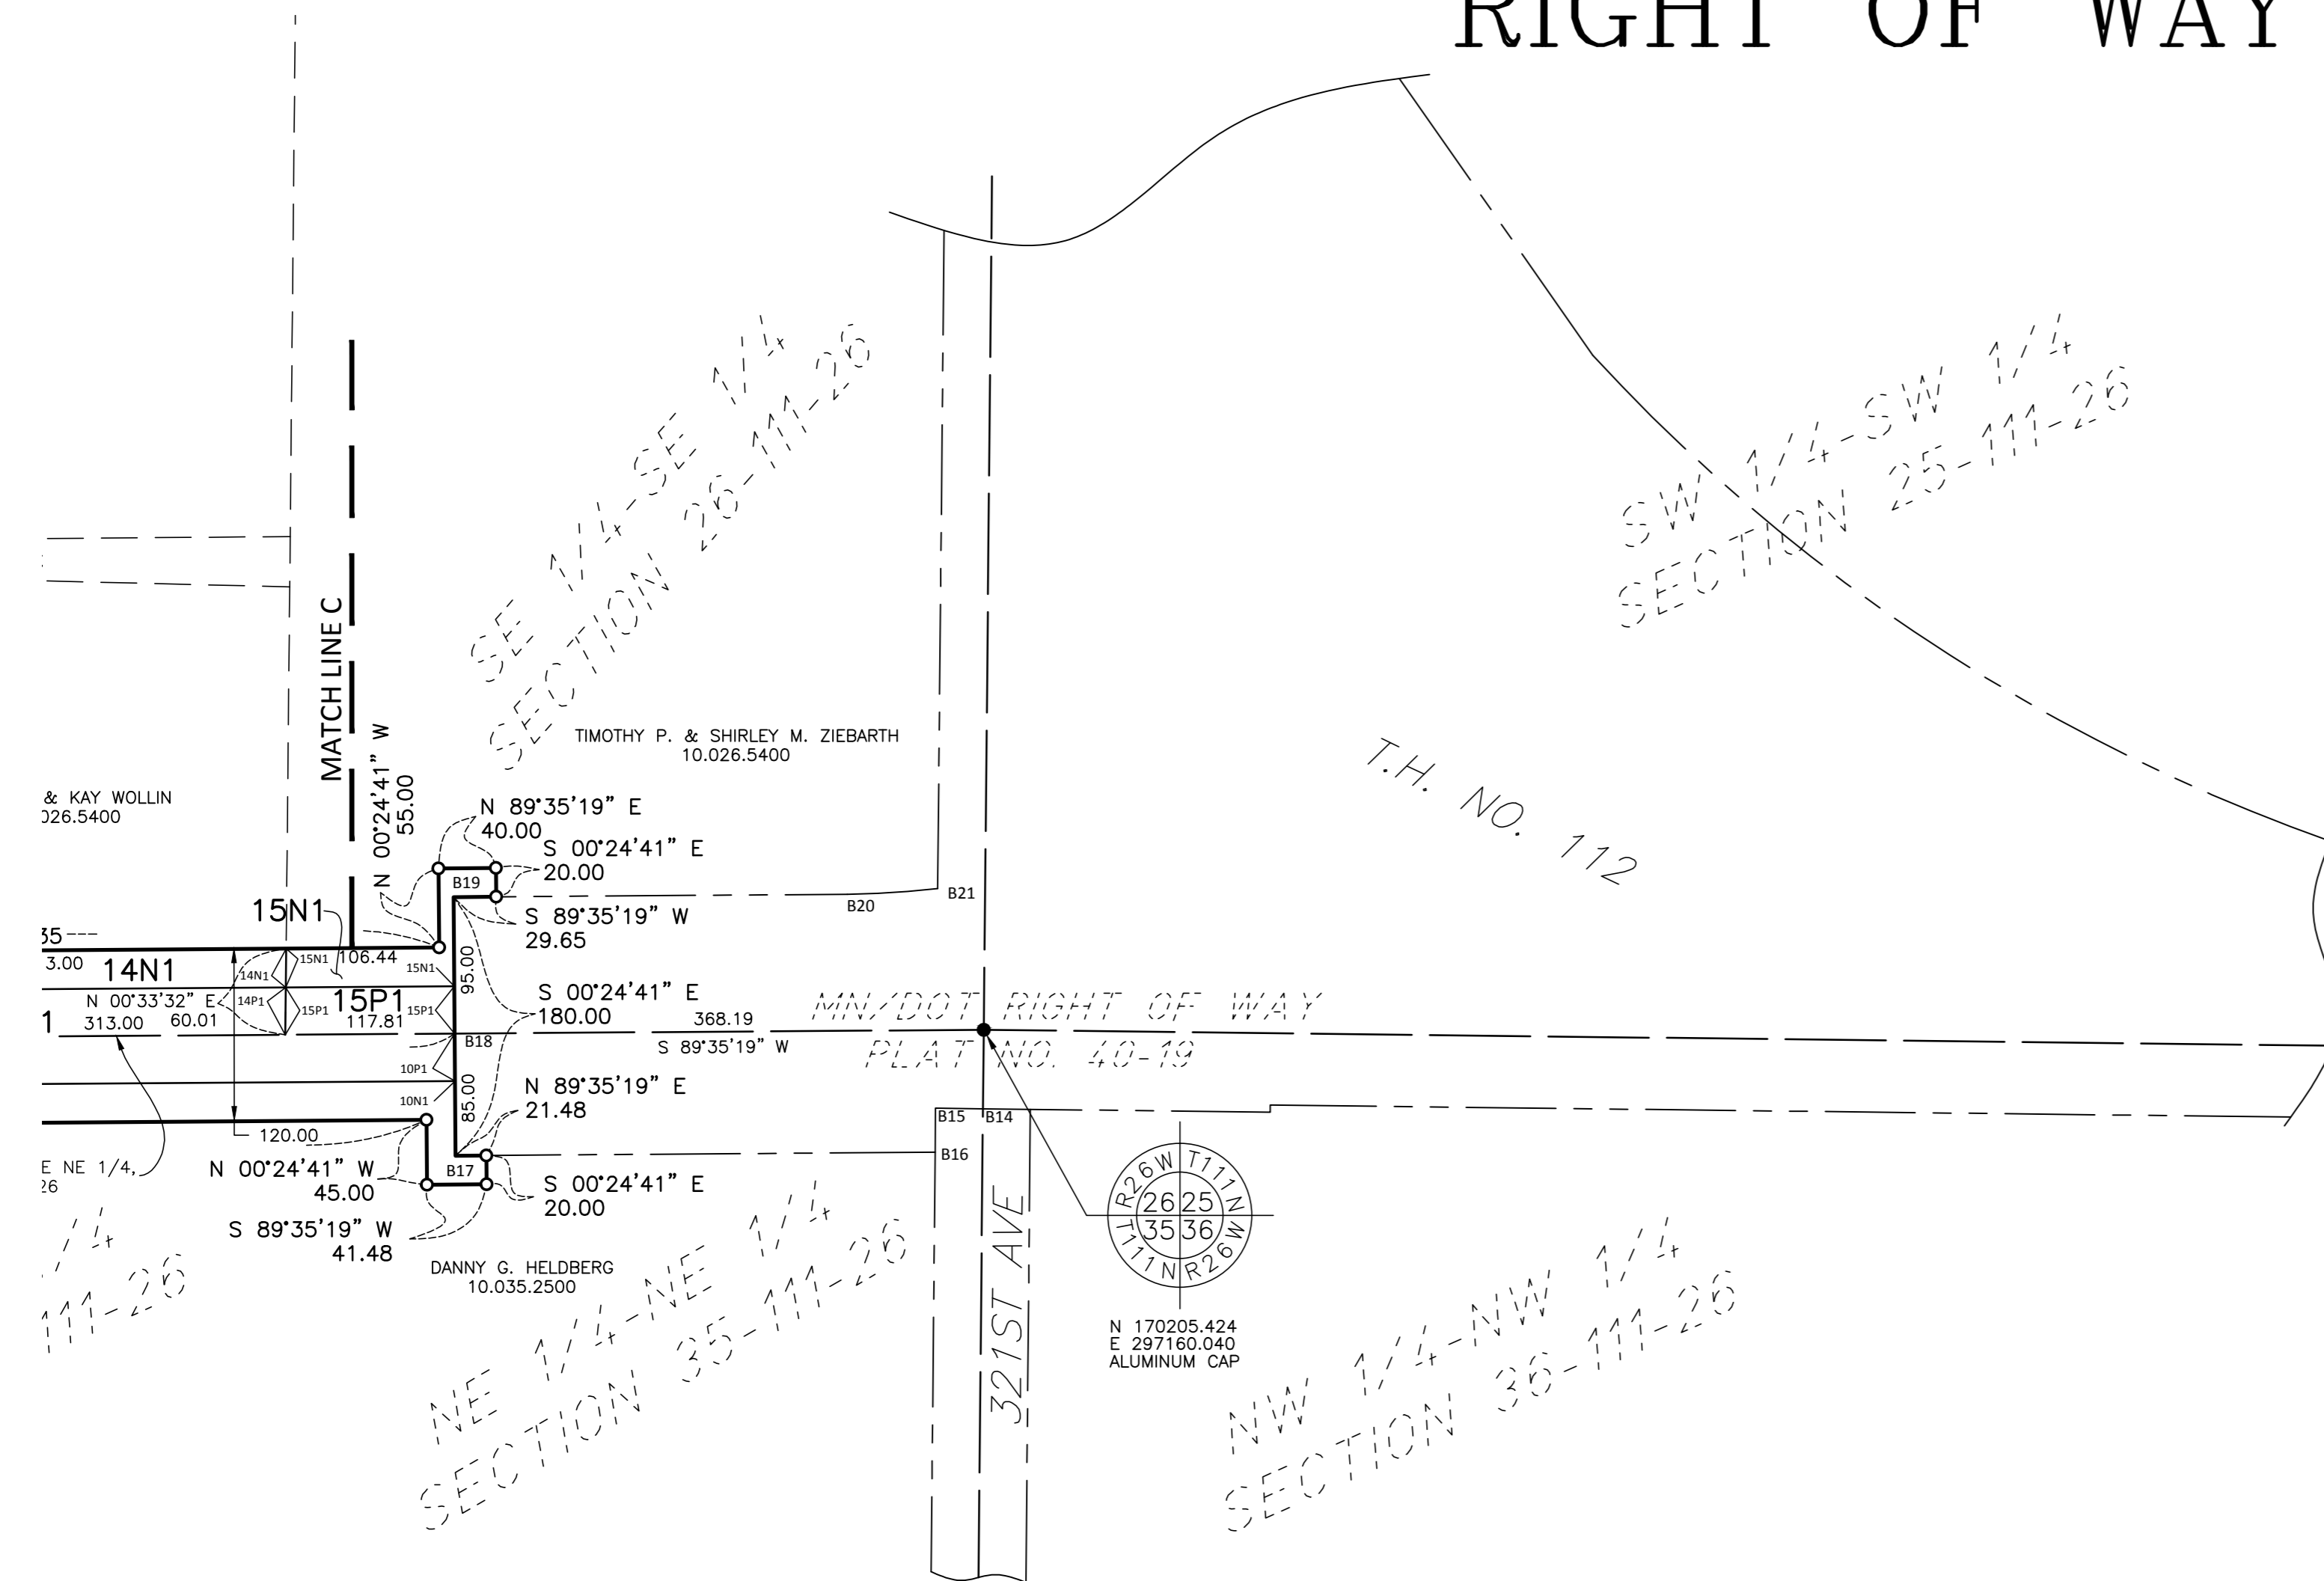 RIGHT OF WAY
SE 1/4-SE 1/4
SECTION 26-111-26
SW 1/4-SW 1/4
SECTION 25-111-26
MATCH LINE C
TIMOTHY P. & SHIRLEY M. ZIEBARTH
10.026.5400
T.H. NO. 112
& KAY WOLLIN
026.5400
N 00°24'41" W
55.00
N 89°35'19" E
40.00
S 00°24'41" E
20.00
B19
B20
B21
S 89°35'19" W
29.65
15N1
35
3.00
14N1
14N1
15N1
106.44
15N1
95.00
N 00°33'32" E
60.01
313.00
1
14P1
15P1
15P1
117.81
15P1
S 00°24'41" E
180.00
368.19
S 89°35'19" W
MN/DOT RIGHT OF WAY
PLAT NO. 40-19
B18
10P1
10N1
85.00
N 89°35'19" E
21.48
B15
B14
B16
120.00
E NE 1/4,
26
N 00°24'41" W
45.00
B17
S 00°24'41" E
20.00
S 89°35'19" W
41.48
DANNY G. HELDBERG
10.035.2500
/4
111-26
NE 1/4-NE 1/4
SECTION 35-111-26
321ST AVE
R26W T111N
26 25
35 36
T111N R26W
N 170205.424
E 297160.040
ALUMINUM CAP
NW 1/4-NW 1/4
SECTION 36-111-26